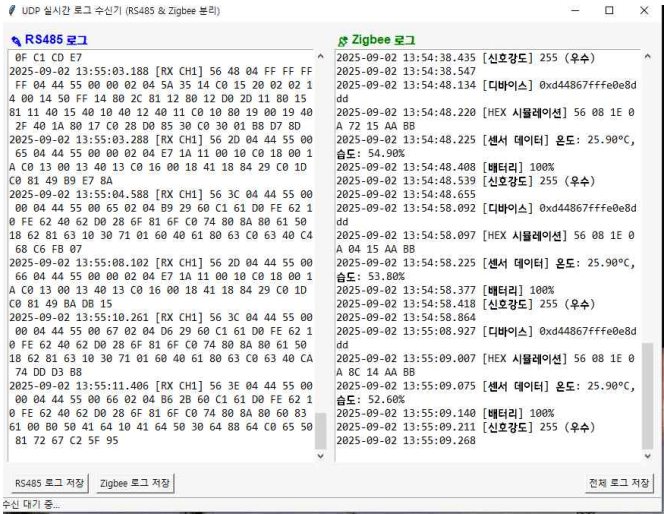 UDP 실시간 로그 수신기 (RS485 & Zigbee 분리)
RS485 로그
0F C1 CD E7
2025-09-02 13:55:03.188 [RX CH1] 56 48 04 FF FF FF
FF 04 44 55 00 00 02 04 5A 35 14 C0 15 20 02 02 1
4 00 14 50 FF 14 80 2C 81 12 80 12 D0 2D 11 80 15
81 11 40 15 40 10 40 12 40 11 C0 10 80 19 00 19 40
2F 40 1A 80 17 C0 28 D0 85 30 C0 30 01 B8 D7 8D
2025-09-02 13:55:03.288 [RX CH1] 56 2D 04 44 55 00
65 04 44 55 00 00 02 04 E7 1A 11 00 10 C0 18 00 1
A C0 13 00 13 40 13 C0 16 00 18 41 18 84 29 C0 1D
C0 81 49 B9 E7 8A
2025-09-02 13:55:04.588 [RX CH1] 56 3C 04 44 55 00
00 04 44 55 00 65 02 04 B9 29 60 C1 61 D0 FE 62 1
0 FE 62 40 62 D0 28 6F 81 6F C0 74 80 8A 80 61 50
18 62 81 63 10 30 71 01 60 40 61 80 63 C0 63 40 C4
68 C6 FB 07
2025-09-02 13:55:08.102 [RX CH1] 56 2D 04 44 55 00
66 04 44 55 00 00 02 04 E7 1A 11 00 10 C0 18 00 1
A C0 13 00 13 40 13 C0 16 00 18 41 18 84 29 C0 1D
C0 81 49 BA DB 15
2025-09-02 13:55:10.261 [RX CH1] 56 3C 04 44 55 00
00 04 44 55 00 67 02 04 D6 29 60 C1 61 D0 FE 62 1
0 FE 62 40 62 D0 28 6F 81 6F C0 74 80 8A 80 61 50
18 62 81 63 10 30 71 01 60 40 61 80 63 C0 63 40 CA
74 DD D3 B8
2025-09-02 13:55:11.406 [RX CH1] 56 3E 04 44 55 00
00 04 44 55 00 66 02 04 B6 2B 60 C1 61 D0 FE 62 1
0 FE 62 40 62 D0 28 6F 81 6F C0 74 80 8A 80 60 83
61 00 B0 50 41 64 10 41 64 50 30 64 88 64 C0 65 50
81 72 67 C2 5F 95
Zigbee 로그
2025-09-02 13:54:38.435 [신호강도] 255 (우수)
2025-09-02 13:54:38.547
2025-09-02 13:54:48.134 [디바이스] 0xd44867fffe0e8d
dd
2025-09-02 13:54:48.220 [HEX 시뮬레이션] 56 08 1E 0
A 72 15 AA BB
2025-09-02 13:54:48.225 [센서 데이터] 온도: 25.90°C,
습도: 54.90%
2025-09-02 13:54:48.408 [배터리] 100%
2025-09-02 13:54:48.539 [신호강도] 255 (우수)
2025-09-02 13:54:48.655
2025-09-02 13:54:58.092 [디바이스] 0xd44867fffe0e8d
dd
2025-09-02 13:54:58.097 [HEX 시뮬레이션] 56 08 1E 0
A 04 15 AA BB
2025-09-02 13:54:58.225 [센서 데이터] 온도: 25.90°C,
습도: 53.80%
2025-09-02 13:54:58.377 [배터리] 100%
2025-09-02 13:54:58.418 [신호강도] 255 (우수)
2025-09-02 13:54:58.864
2025-09-02 13:55:08.927 [디바이스] 0xd44867fffe0e8d
dd
2025-09-02 13:55:09.007 [HEX 시뮬레이션] 56 08 1E 0
A 8C 14 AA BB
2025-09-02 13:55:09.075 [센서 데이터] 온도: 25.90°C,
습도: 52.60%
2025-09-02 13:55:09.140 [배터리] 100%
2025-09-02 13:55:09.211 [신호강도] 255 (우수)
2025-09-02 13:55:09.268
RS485 로그 저장
Zigbee 로그 저장
전체 로그 저장
수신 대기 중...